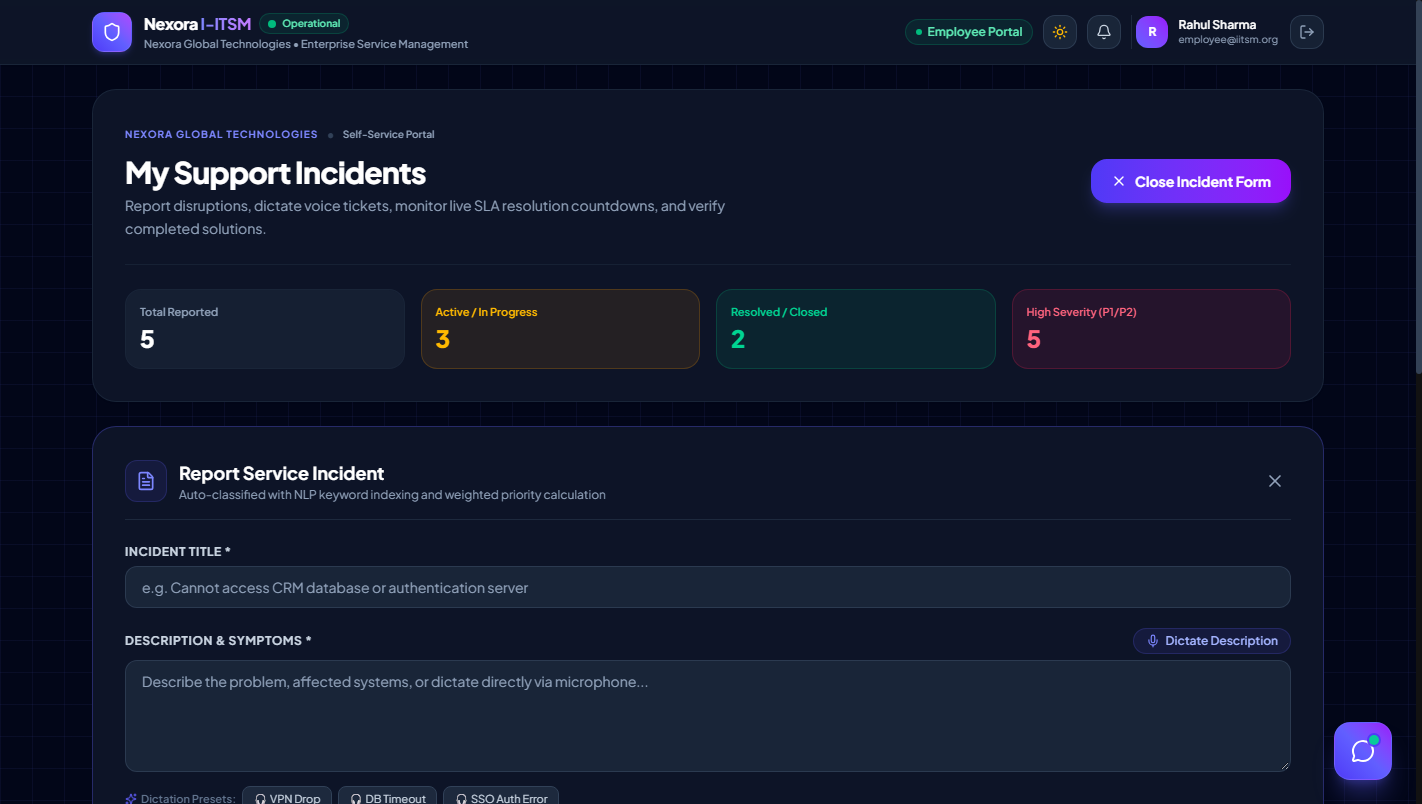 Nexora I-ITSM Operational
Nexora Global Technologies • Enterprise Service Management
Employee Portal
R
Rahul Sharma
employee@iitsm.org
NEXORA GLOBAL TECHNOLOGIES • Self-Service Portal
My Support Incidents
Report disruptions, dictate voice tickets, monitor live SLA resolution countdowns, and verify
completed solutions.
Close Incident Form
Total Reported
5
Active / In Progress
3
Resolved / Closed
2
High Severity (P1/P2)
5
Report Service Incident
Auto-classified with NLP keyword indexing and weighted priority calculation
INCIDENT TITLE *
e.g. Cannot access CRM database or authentication server
DESCRIPTION & SYMPTOMS *
Dictate Description
Describe the problem, affected systems, or dictate directly via microphone...
Dictation Presets: VPN Drop DB Timeout SSO Auth Error